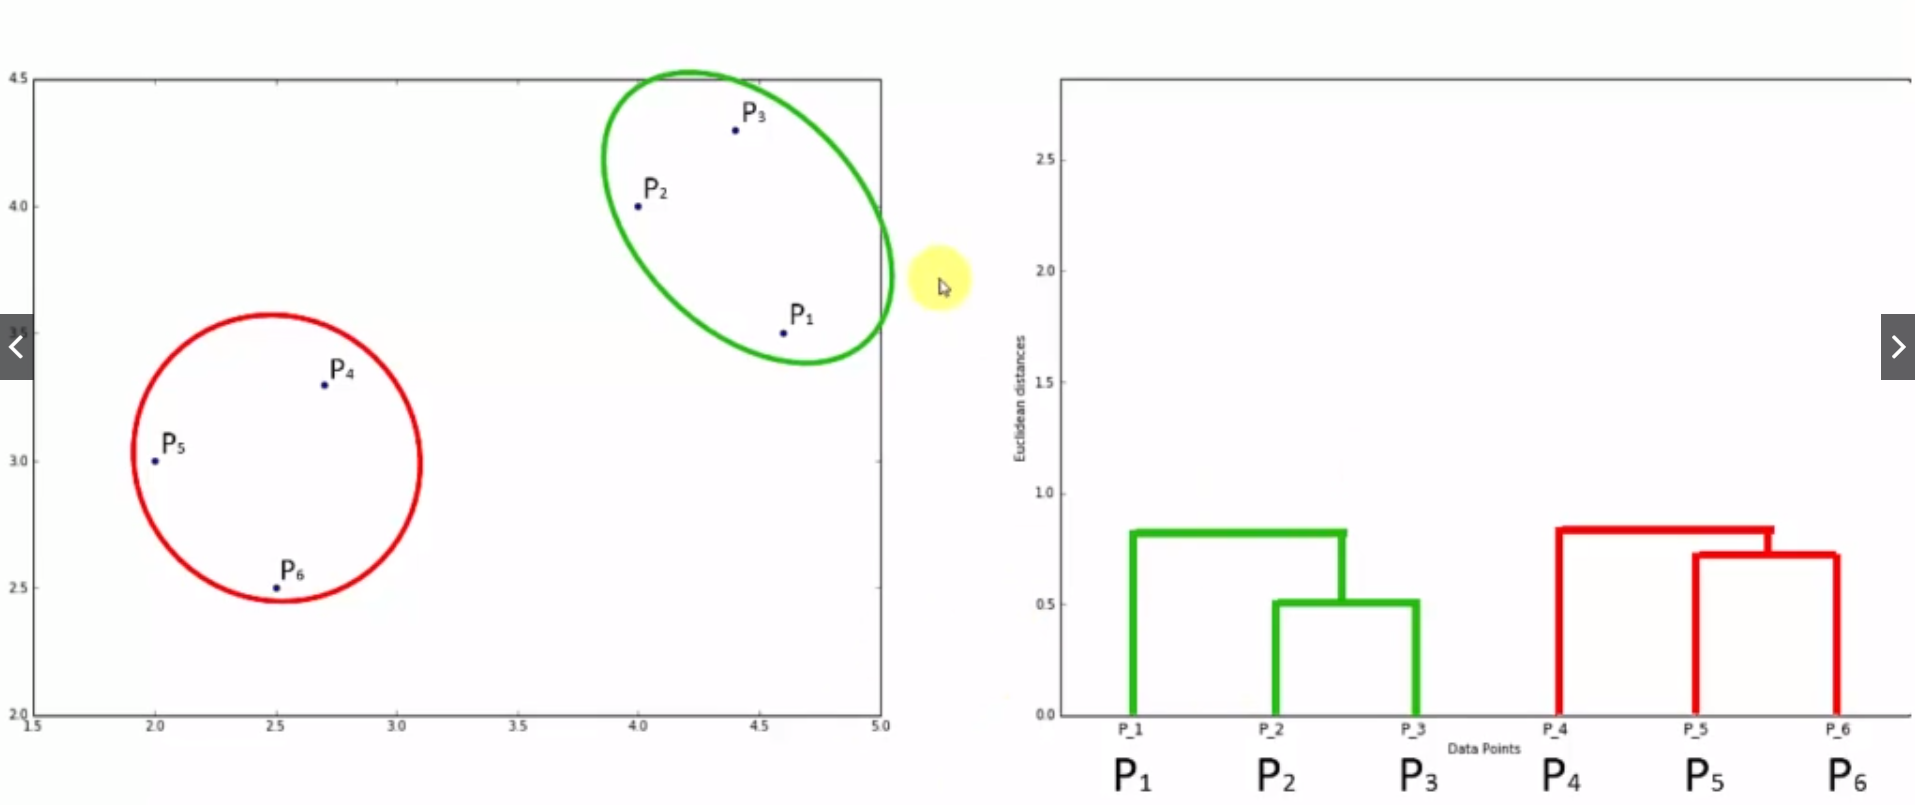 4.5
P3
P2
4.0
P1
3.5
P4
P5
3.0
P6
2.5
2.0
1.5 2.0 2.5 3.0 3.5 4.0 4.5 5.0
2.5
2.0
1.5
Euclidean distances
1.0
0.5
0.0
P_1 P_2 P_3 P_4 P_5 P_6
Data Points
P1 P2 P3 P4 P5 P6